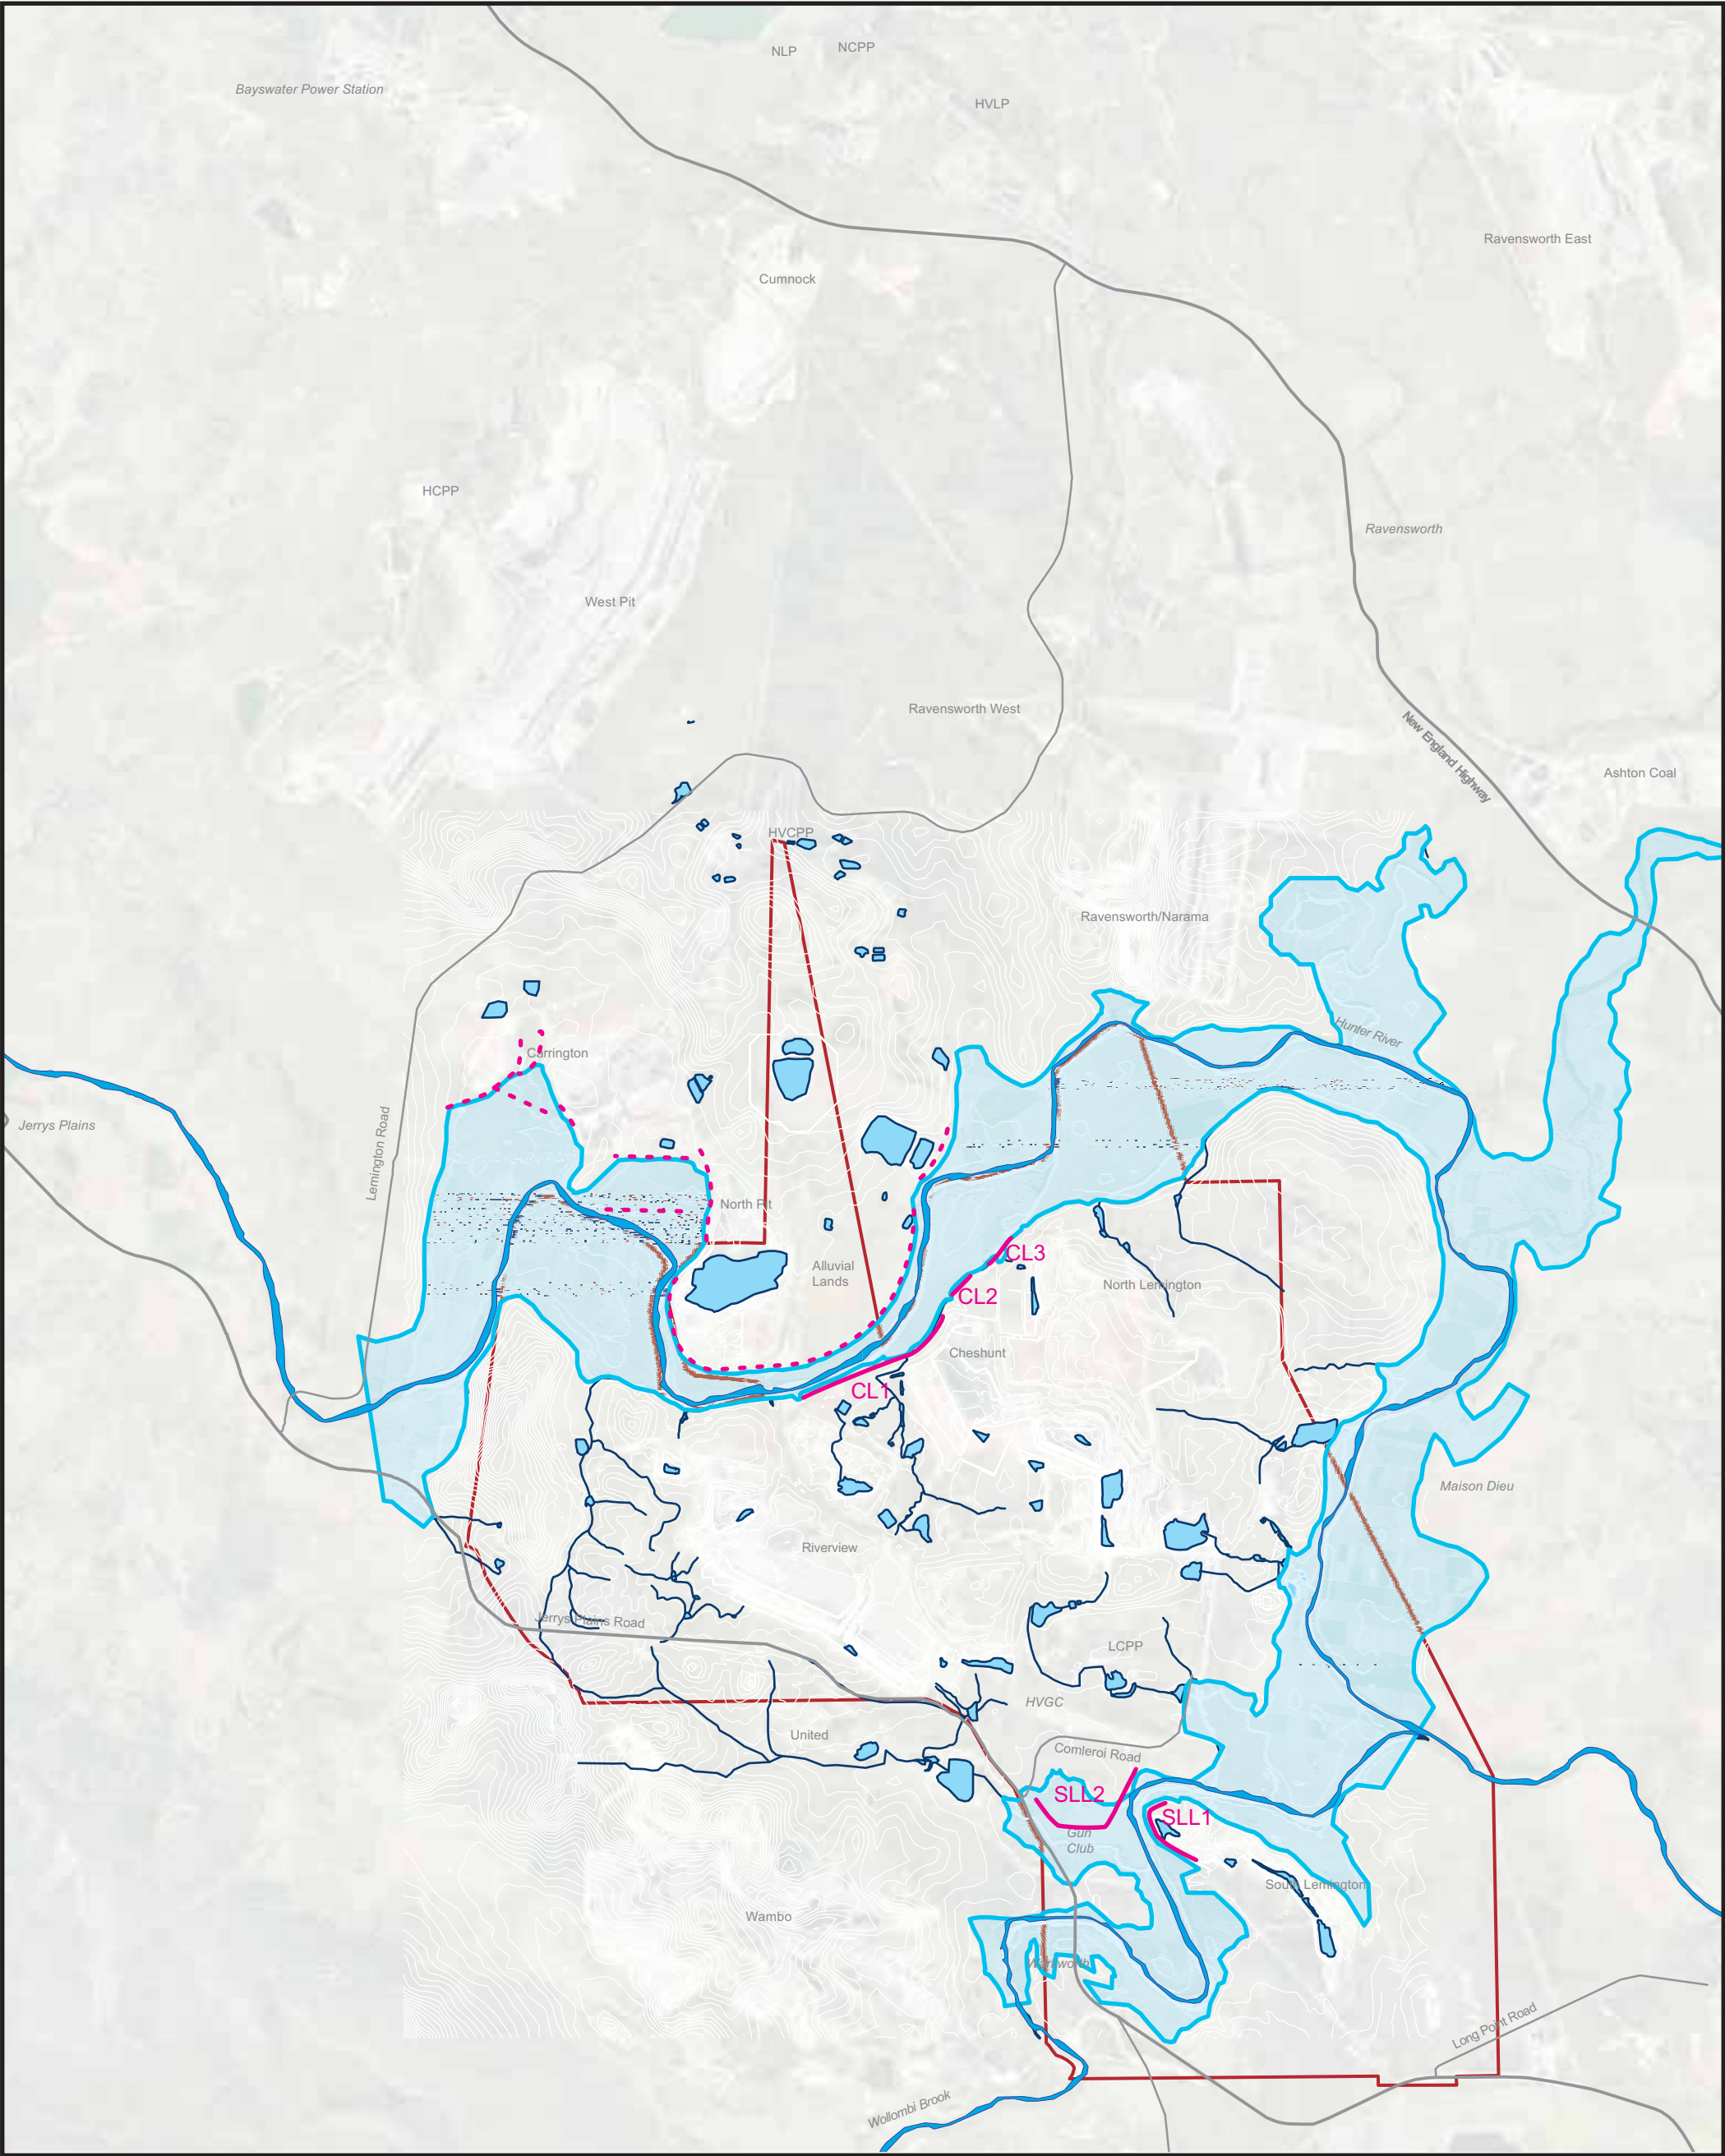 NLP
NCPP
Bayswater Power Station
HVLP
Ravensworth East
Cumnock
HCPP
Ravensworth
West Pit
Ravensworth West
New England Highway
Ashton Coal
HVCPP
Ravensworth/Narama
Hunter River
Carrington
Jerrys Plains
Lemington Road
North Pit
CL3
Alluvial
Lands
North Lemington
CL2
Cheshunt
CL1
Maison Dieu
Riverview
Jerrys Plains Road
LCPP
HVGC
United
Comleroi Road
SLL2
SLL1
Gun
Club
South Lemington
Wambo
Warkworth
Long Point Road
Wollombi Brook